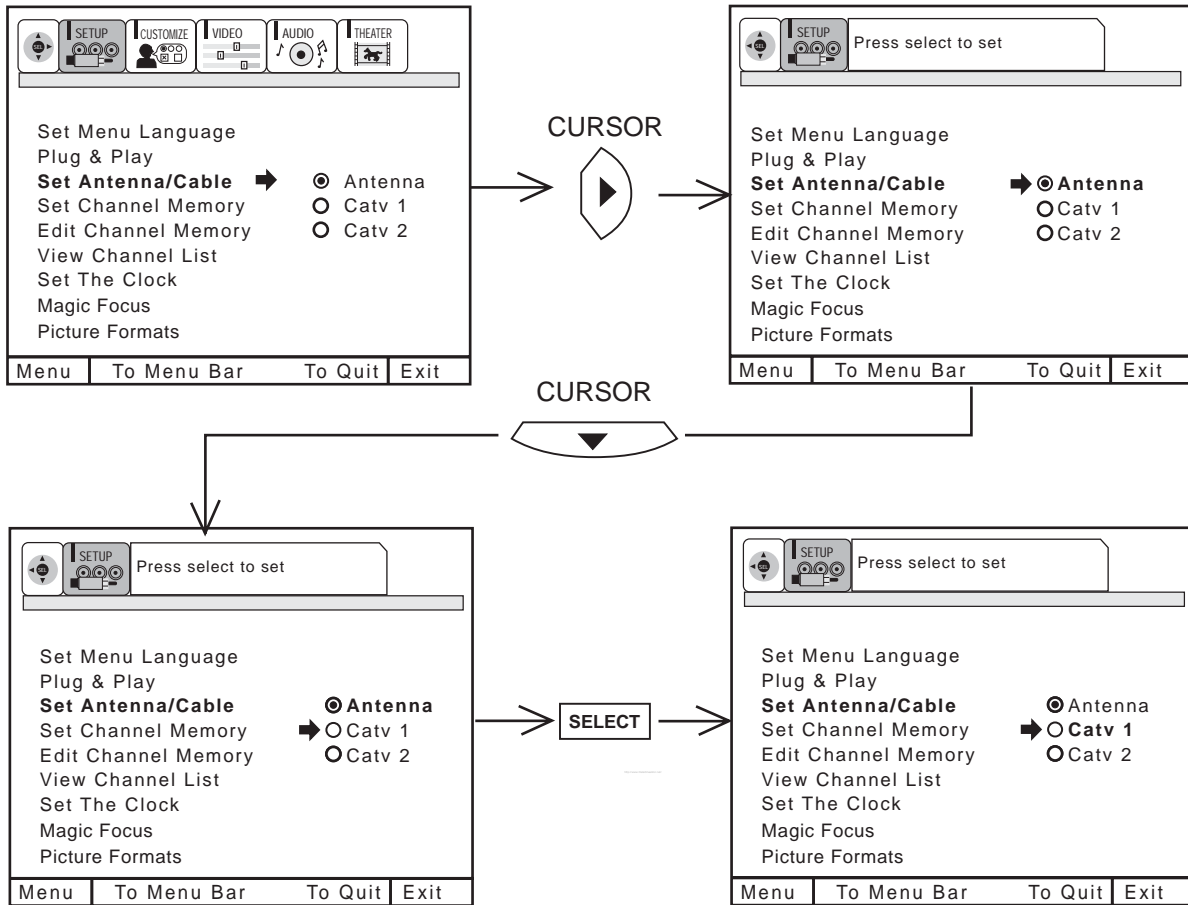 SEL SETUP CUSTOMIZE VIDEO AUDIO THEATER
Set Menu Language
Plug & Play
Set Antenna/Cable Antenna
Set Channel Memory Catv 1
Edit Channel Memory Catv 2
View Channel List
Set The Clock
Magic Focus
Picture Formats
Menu To Menu Bar To Quit Exit
CURSOR
SEL SETUP Press select to set
Set Menu Language
Plug & Play
Set Antenna/Cable Antenna
Set Channel Memory Catv 1
Edit Channel Memory Catv 2
View Channel List
Set The Clock
Magic Focus
Picture Formats
Menu To Menu Bar To Quit Exit
CURSOR
SEL SETUP Press select to set
Set Menu Language
Plug & Play
Set Antenna/Cable Antenna
Set Channel Memory Catv 1
Edit Channel Memory Catv 2
View Channel List
Set The Clock
Magic Focus
Picture Formats
Menu To Menu Bar To Quit Exit
SELECT
SEL SETUP Press select to set
Set Menu Language
Plug & Play
Set Antenna/Cable Antenna
Set Channel Memory Catv 1
Edit Channel Memory Catv 2
View Channel List
Set The Clock
Magic Focus
Picture Formats
Menu To Menu Bar To Quit Exit